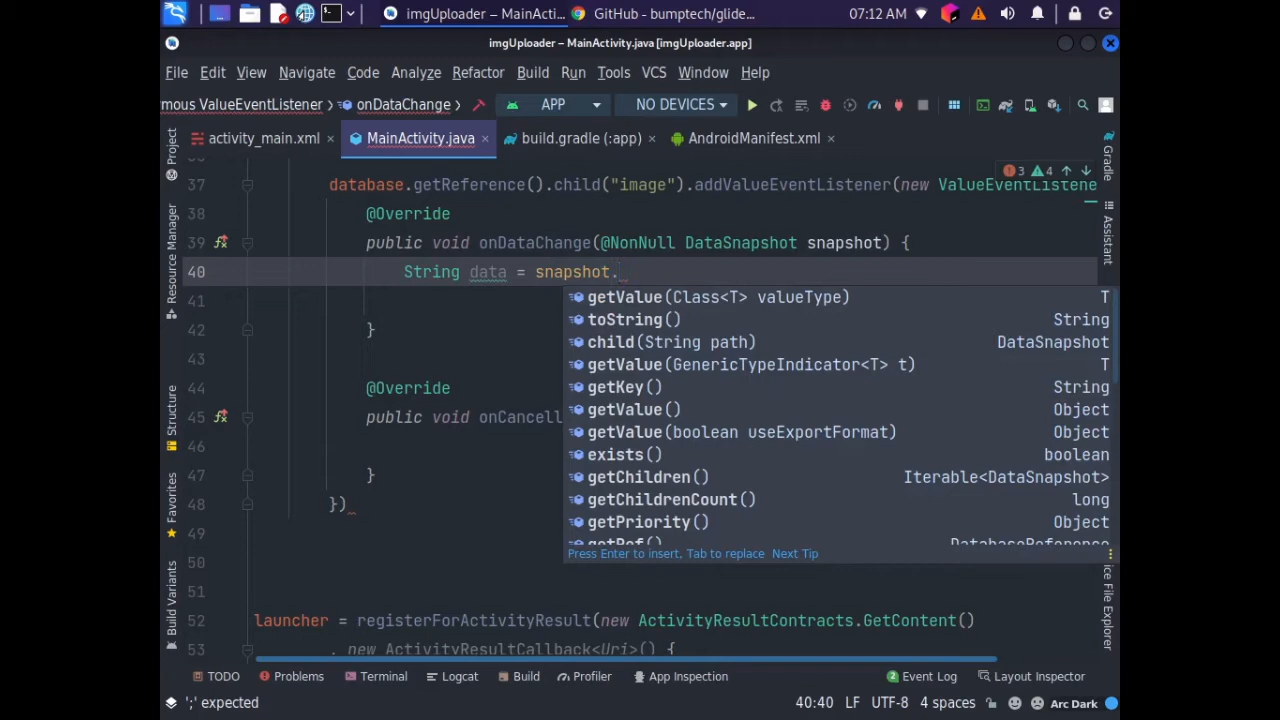 imgUploader – MainActi...
GitHub - bumptech/glide...
07:12 AM
imgUploader – MainActivity.java [imgUploader.app]
File Edit View Navigate Code Analyze Refactor Build Run Tools VCS Window Help
mous ValueEventListener onDataChange APP NO DEVICES
activity_main.xml MainActivity.java build.gradle (:app) AndroidManifest.xml
3 4
37 database.getReference().child("image").addValueEventListener(new ValueEventListene
38 @Override
39 public void onDataChange(@NonNull DataSnapshot snapshot) {
40 String data = snapshot.
41
42 }
43
44 @Override
45 public void onCancell
46
47 }
48 })
49
50
51
52 launcher = registerForActivityResult(new ActivityResultContracts.GetContent()
53 , new ActivityResultCallback<Uri>() {
getValue(Class<T> valueType) T
toString() String
child(String path) DataSnapshot
getValue(GenericTypeIndicator<T> t) T
getKey() String
getValue() Object
getValue(boolean useExportFormat) Object
exists() boolean
getChildren() Iterable<DataSnapshot>
getChildrenCount() long
getPriority() Object
getRef() DatabaseReference
Press Enter to insert, Tab to replace Next Tip
Project
Resource Manager
Structure
Favorites
Build Variants
Gradle
Assistant
ice File Explorer
TODO Problems Terminal Logcat Build Profiler App Inspection 2 Event Log Layout Inspector
';' expected 40:40 LF UTF-8 4 spaces Arc Dark